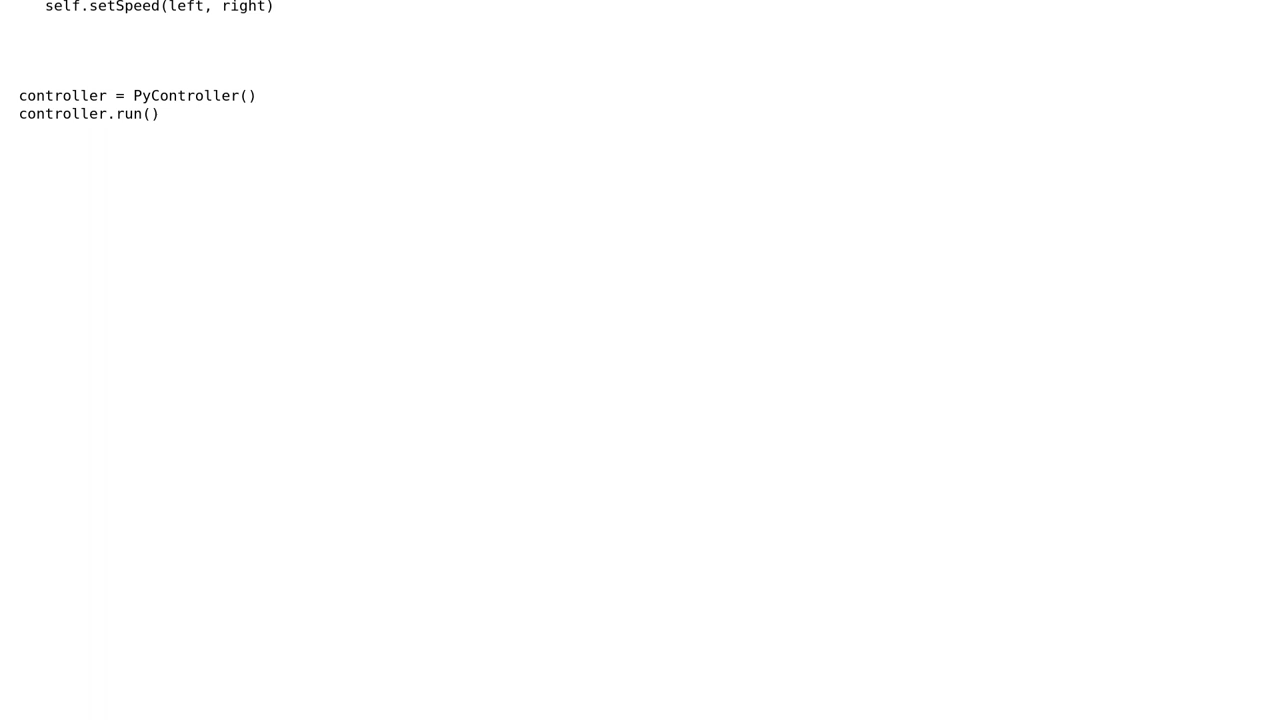 self.setSpeed(left, right)
controller = PyController()
controller.run()